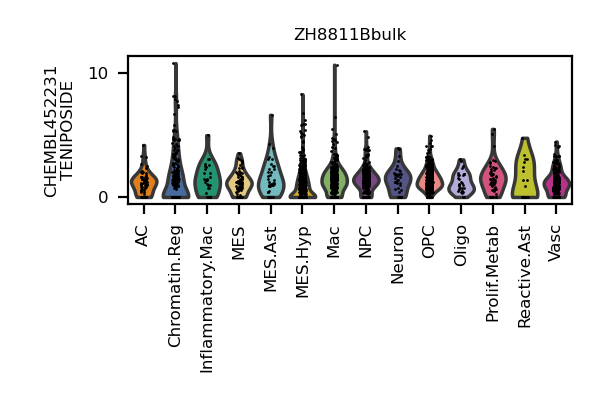 ZH8811Bbulk
CHEMBL452231
TENIPOSIDE
10
0
AC
Chromatin.Reg
Inflammatory.Mac
MES
MES.Ast
MES.Hyp
Mac
NPC
Neuron
OPC
Oligo
Prolif.Metab
Reactive.Ast
Vasc